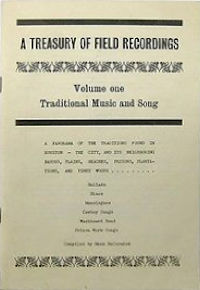 A TREASURY OF FIELD RECORDINGS
Volume one
Traditional Music and Song
A PANORAMA OF THE TRADITIONS FOUND IN
HOUSTON - THE CITY, AND ITS NEIGHBORING
BAYOUS, PLAINS, BEACHES, PRISONS, PLANTA-
TIONS, AND PINEY WOODS . . . . . . . . . .
Ballads
Blues
Cowboy Songs
Washboard Band
Prison Work Songs
Compiled by Mack McCormick